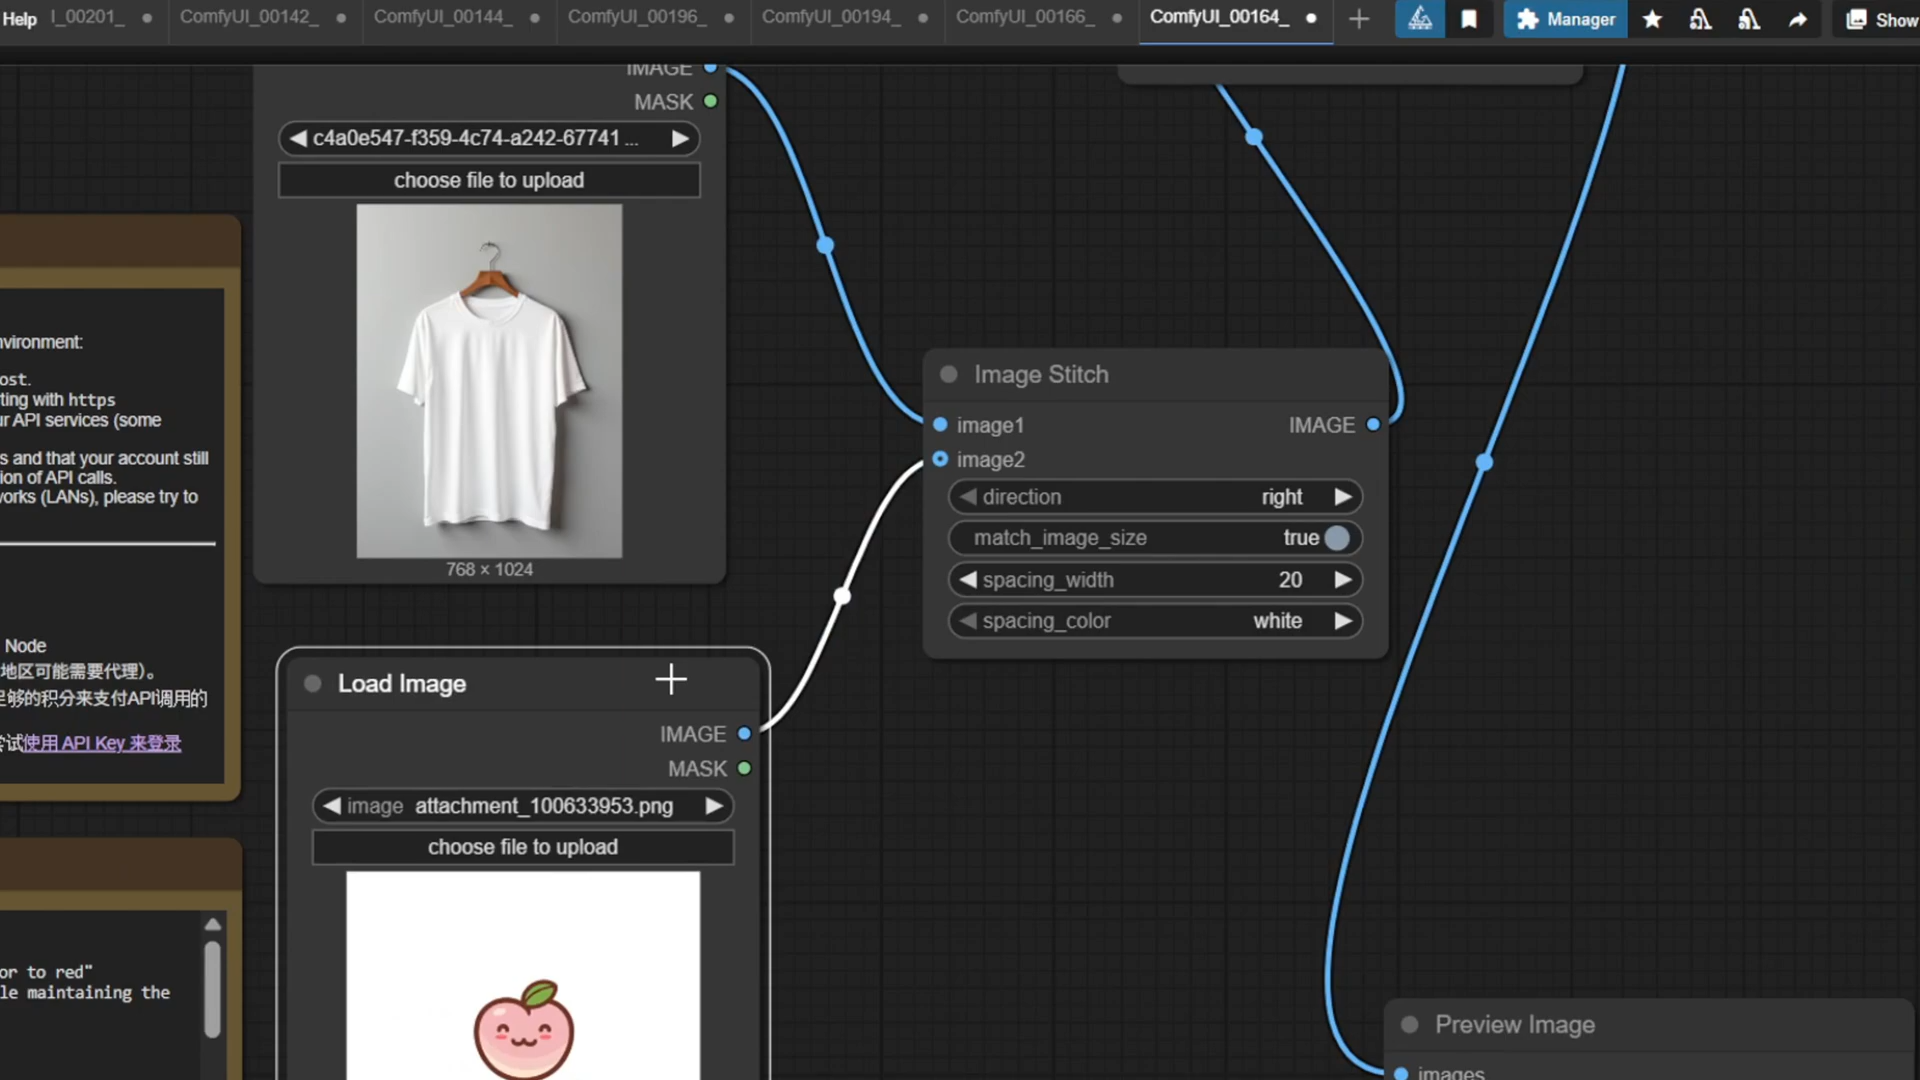 Help
I_00201_
ComfyUI_00142_
ComfyUI_00144_
ComfyUI_00196_
ComfyUI_00194_
ComfyUI_00166_
ComfyUI_00164_
Manager
Show
IMAGE
MASK
c4a0e547-f359-4c74-a242-67741 ...
choose file to upload
768 × 1024
nvironment:
ost.
ting with https
ur API services (some
s and that your account still
ion of API calls.
vorks (LANs), please try to
Node
地区可能需要代理)。
够的积分来支付API调用的
试使用 API Key 来登录
or to red"
le maintaining the
Image Stitch
image1
IMAGE
image2
direction right
match_image_size true
spacing_width 20
spacing_color white
Load Image
IMAGE
MASK
image attachment_100633953.png
choose file to upload
Preview Image
images